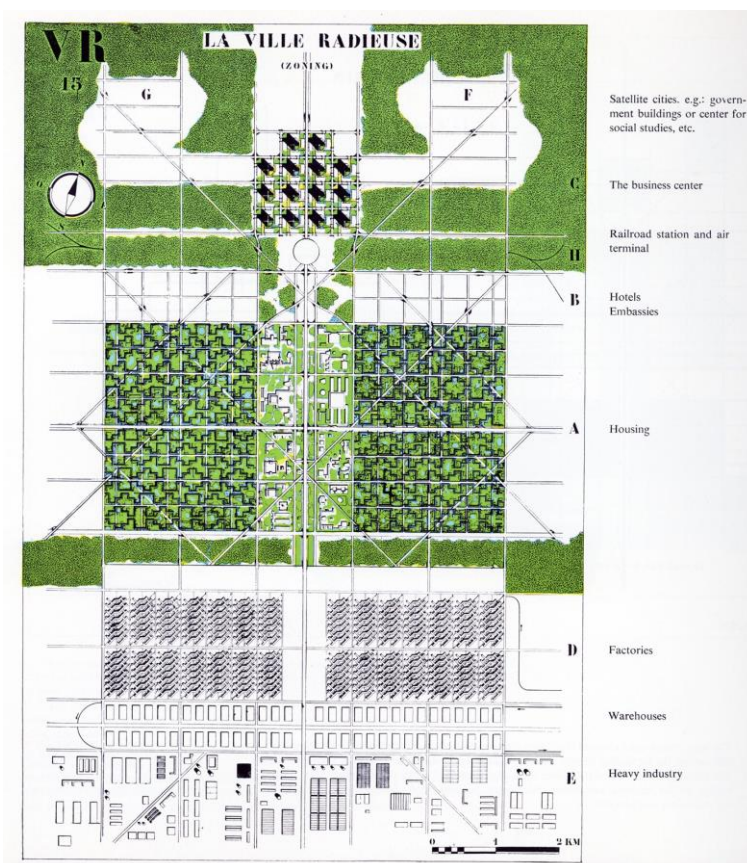 VR
15
LA VILLE RADIEUSE
(ZONING)
G
F
Satellite cities. e.g.: govern-
ment buildings or center for
social studies, etc.
C
The business center
H
Railroad station and air
terminal
B
Hotels
Embassies
A
Housing
D
Factories
Warehouses
E
Heavy industry
0 1 2 KM